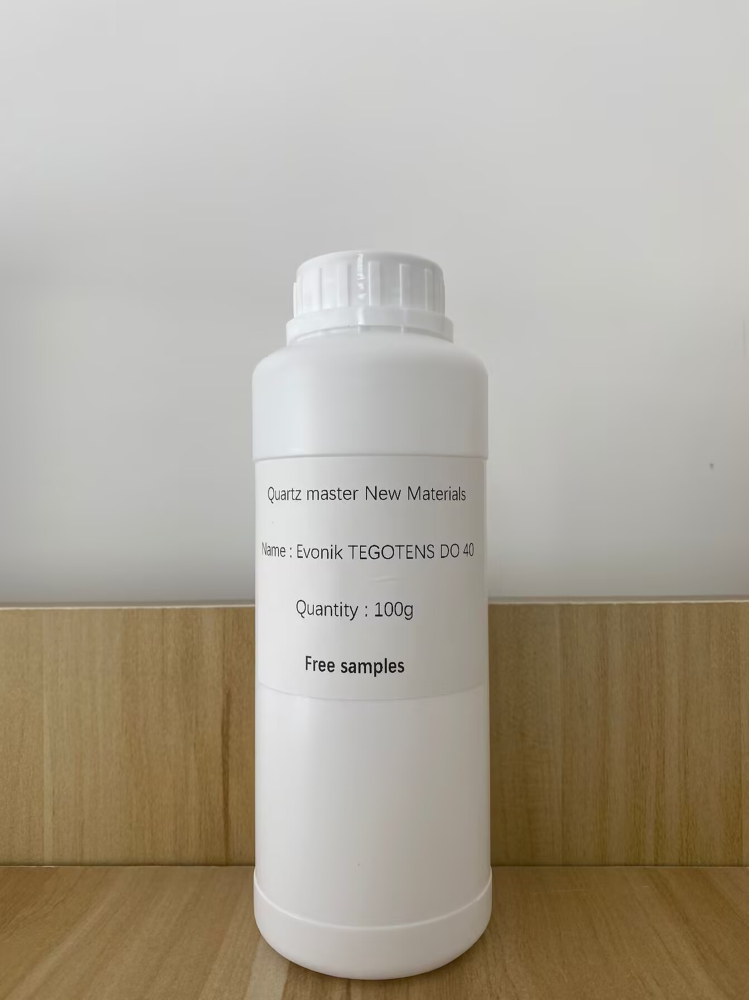 Quartz master New Materials
Name : Evonik TEGOTENS DO 40
Quantity : 100g
Free samples